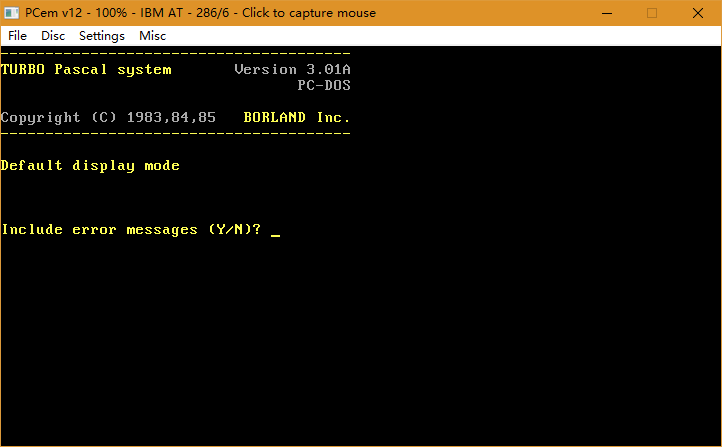 PCem v12 - 100% - IBM AT - 286/6 - Click to capture mouse
File Disc Settings Misc
---------------------------------------
TURBO Pascal system Version 3.01A
PC-DOS
Copyright (C) 1983,84,85 BORLAND Inc.
---------------------------------------
Default display mode
Include error messages (Y/N)? _